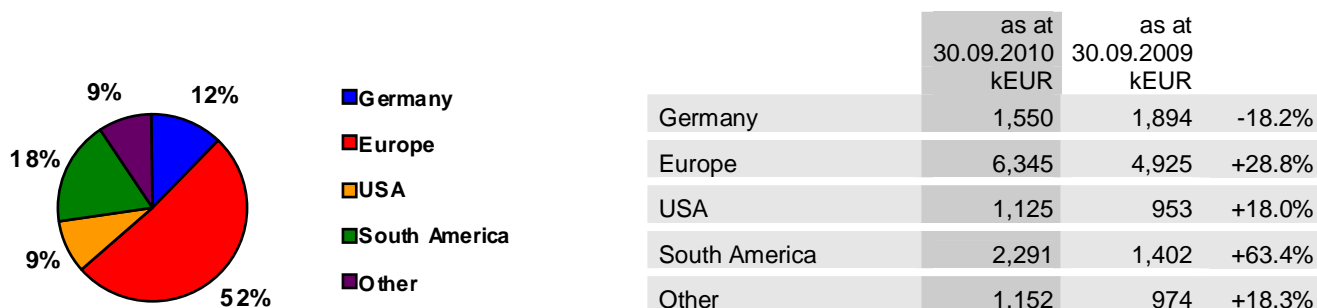 9%
12%
18%
9%
52%
Germany
Europe
USA
South America
Other
as at as at
30.09.2010 30.09.2009
kEUR kEUR
Germany 1,550 1,894 -18.2%
Europe 6,345 4,925 +28.8%
USA 1,125 953 +18.0%
South America 2,291 1,402 +63.4%
Other 1,152 974 +18.3%